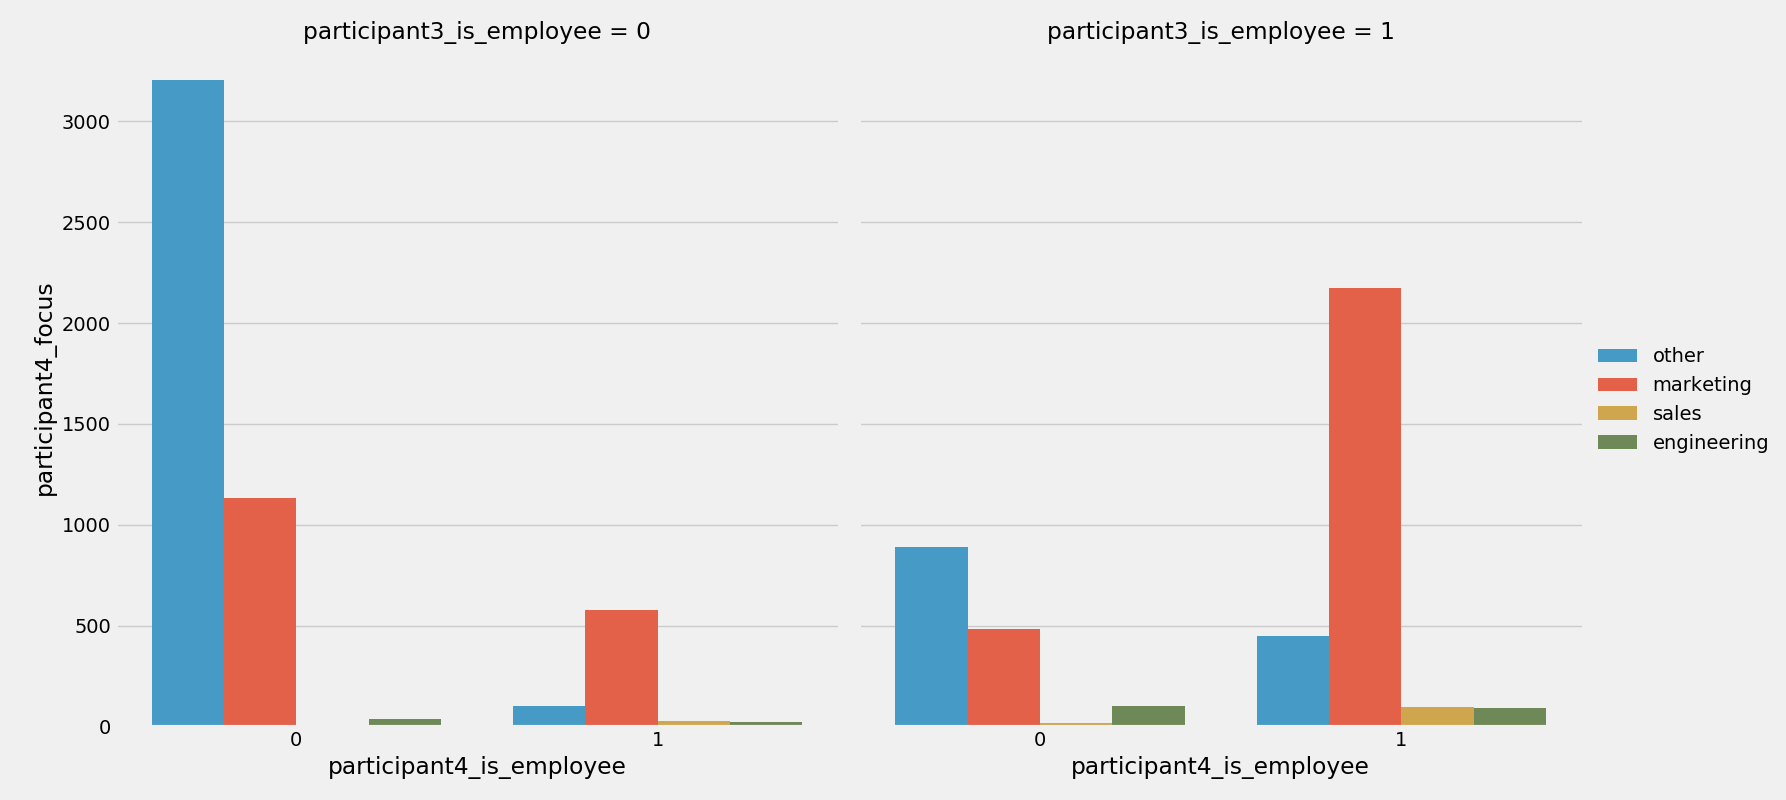 participant3_is_employee = 0
participant3_is_employee = 1
participant4_focus
3000
2500
2000
1500
1000
500
0
0
1
0
1
participant4_is_employee
participant4_is_employee
other
marketing
sales
engineering